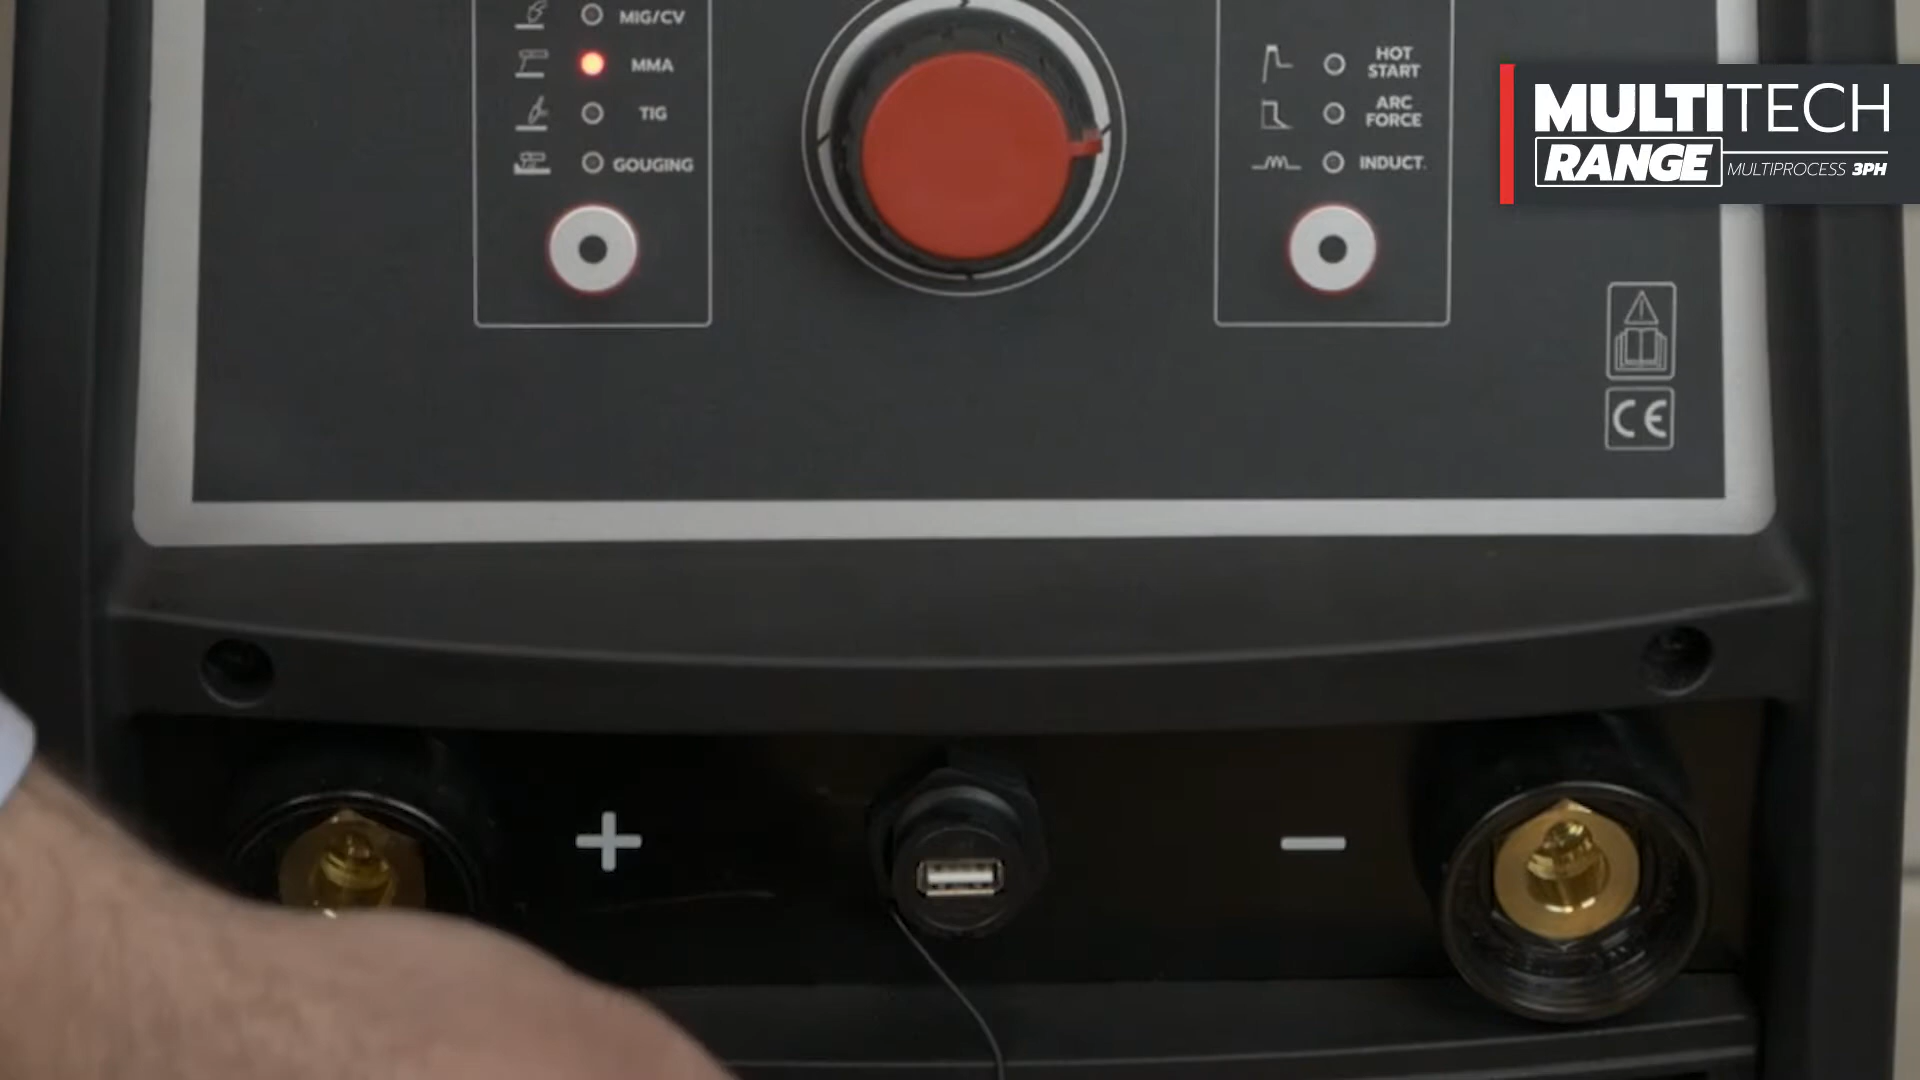 MIG/CV
MMA
TIG
GOUGING
HOT
START
ARC
FORCE
INDUCT.
MULTITECH
RANGE MULTIPROCESS 3PH
CE
+
−